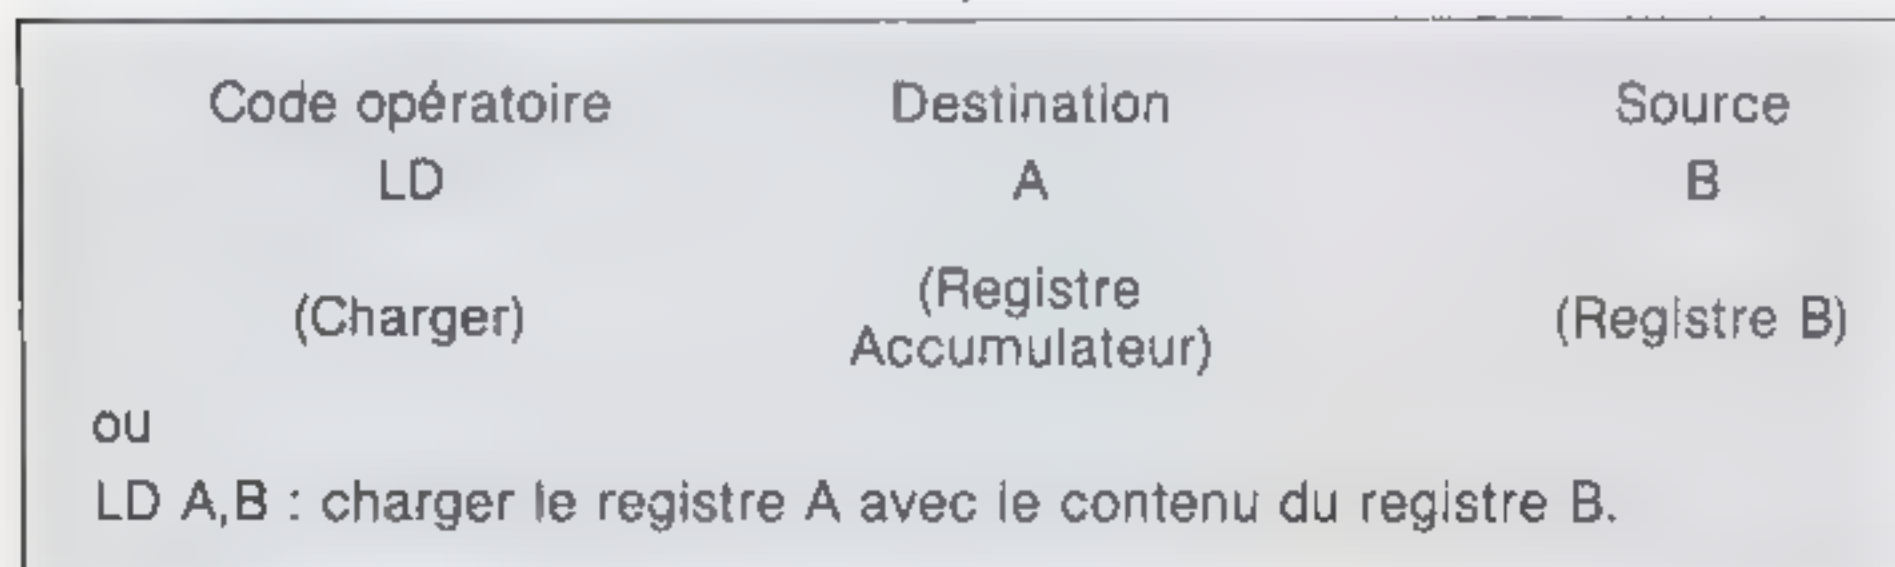 Code opératoire Destination Source
LD A B
(Charger) (Registre Accumulateur) (Registre B)
ou
LD A,B : charger le registre A avec le contenu du registre B.